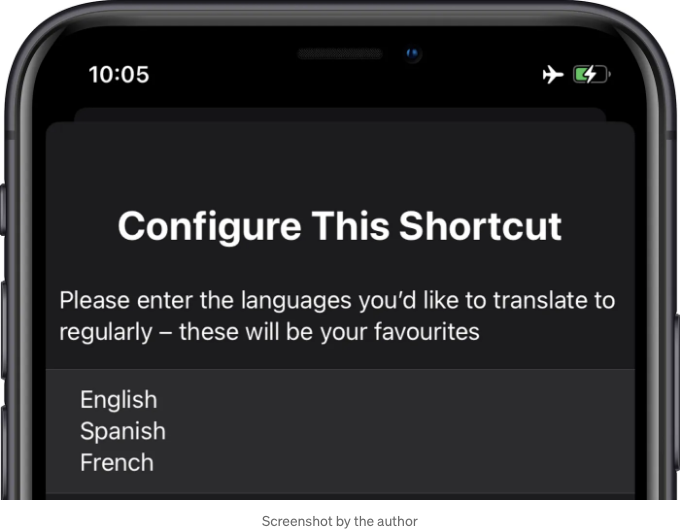 10:05
Configure This Shortcut
Please enter the languages you’d like to translate to
regularly – these will be your favourites
English
Spanish
French
Screenshot by the author